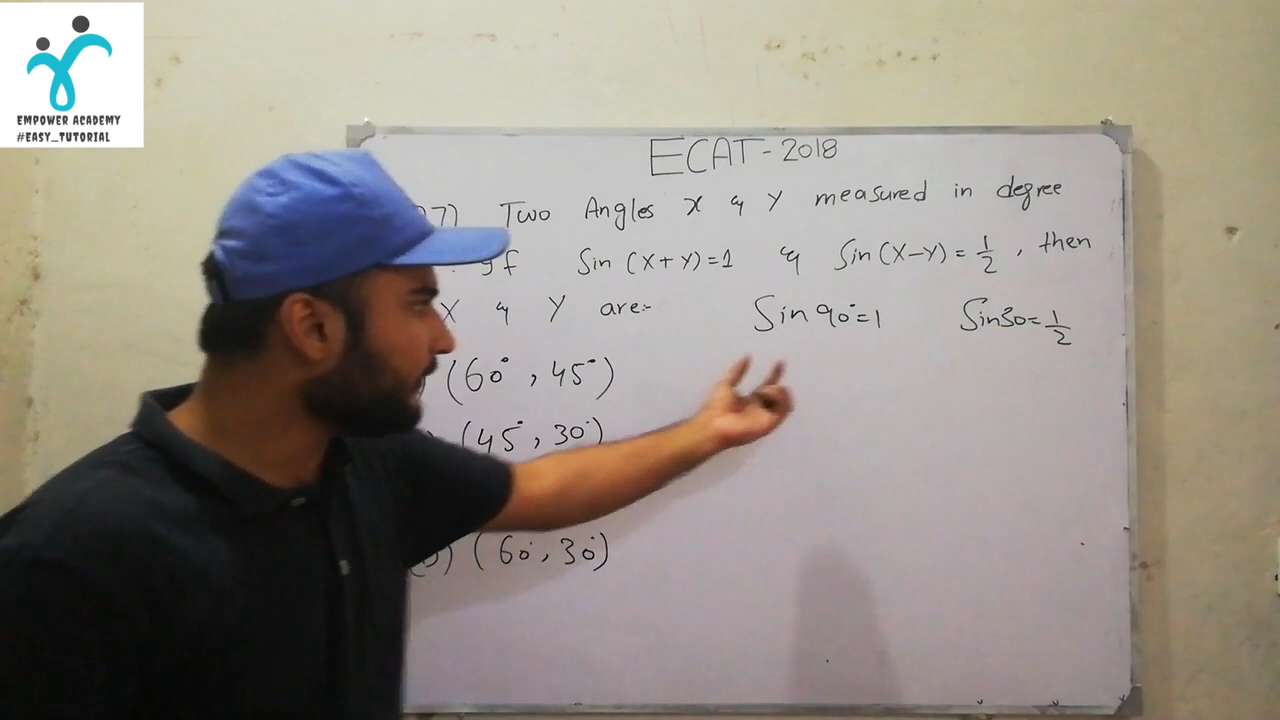 EMPOWER ACADEMY
#EASY_TUTORIAL
ECAT-2018
7) Two Angles X & Y measured in degree
If Sin (X+Y)=1 & Sin(X-Y)=1/2, then
X & Y are:-
Sin90°=1 Sin30=1/2
(60°, 45°)
(45°, 30°)
(60°, 30°)